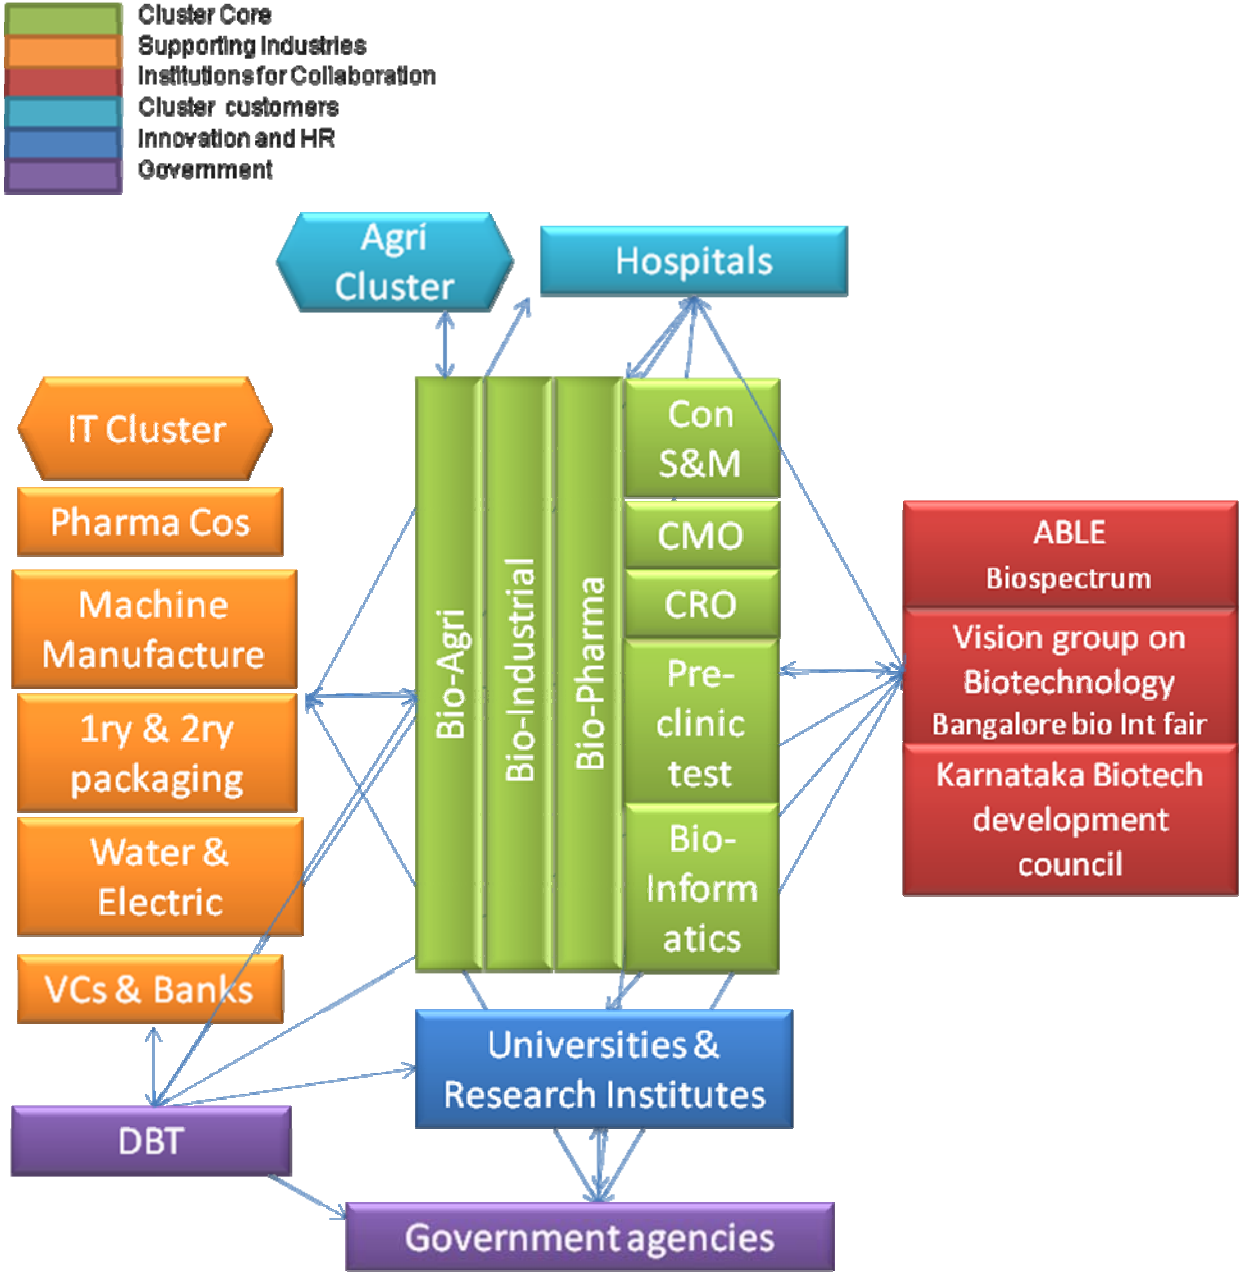 Cluster Core
Supporting Industries
Institutions for Collaboration
Cluster customers
Innovation and HR
Government
Agri
Cluster
Hospitals
IT Cluster
Pharma Cos
Machine
Manufacture
1ry & 2ry
packaging
Water &
Electric
VCs & Banks
DBT
Bio-Agri
Bio-Industrial
Bio-Pharma
Con
S&M
CMO
CRO
Pre-
clinic
test
Bio-
Inform
atics
ABLE
Biospectrum
Vision group on
Biotechnology
Bangalore bio Int fair
Karnataka Biotech
development
council
Universities &
Research Institutes
Government agencies